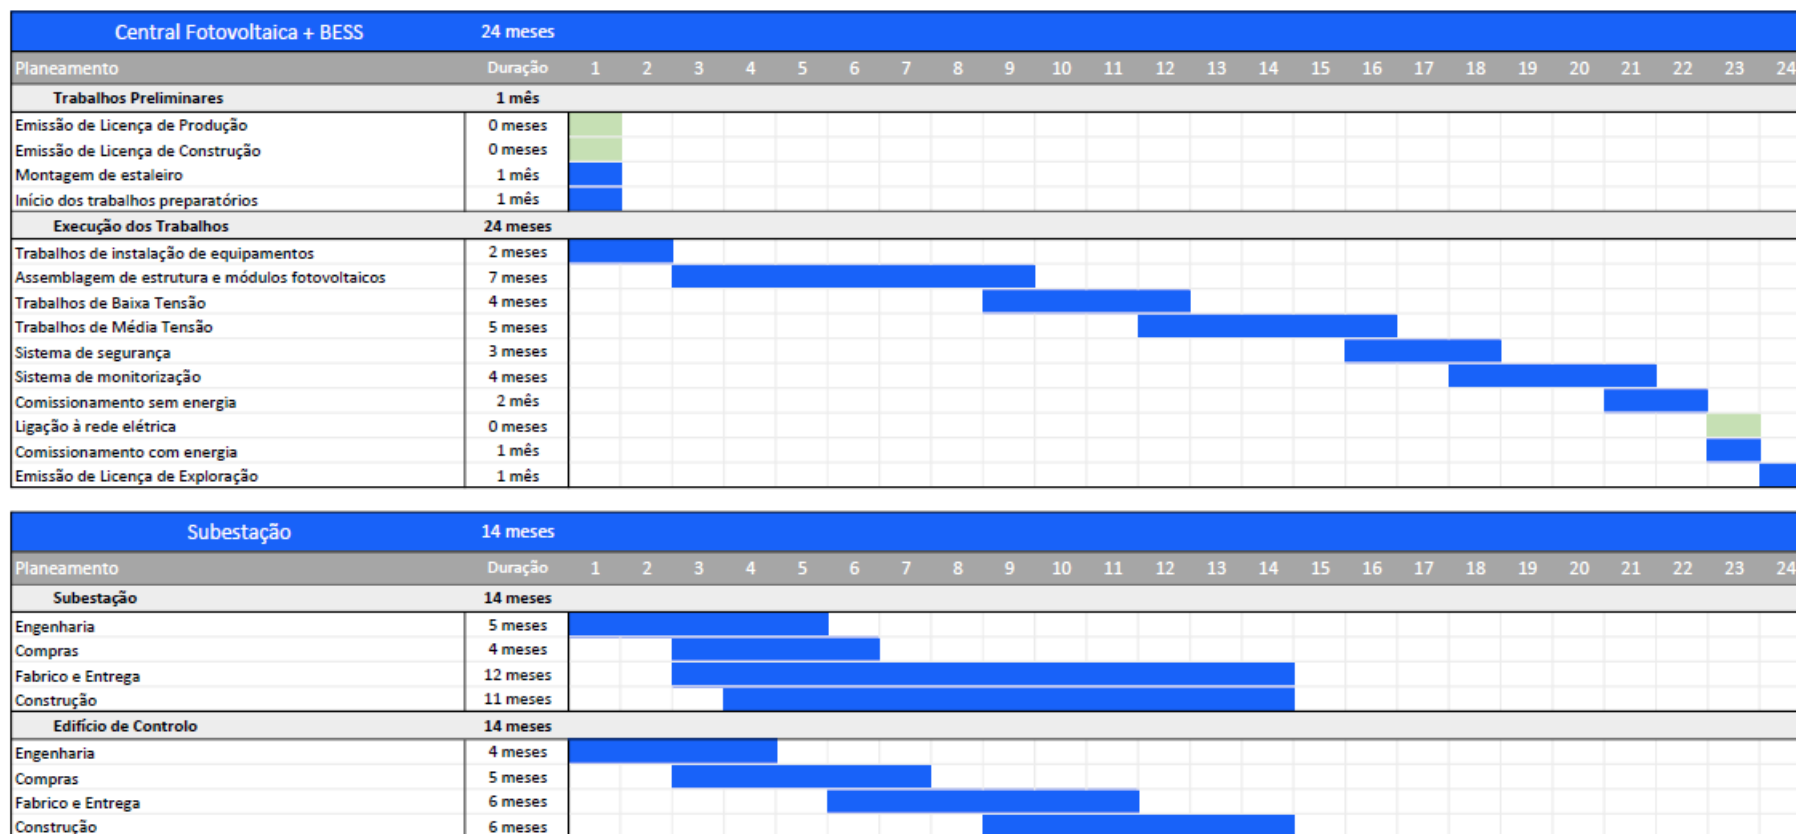 Central Fotovoltaica + BESS 24 meses
Planeamento Duração 1 2 3 4 5 6 7 8 9 10 11 12 13 14 15 16 17 18 19 20 21 22 23 24
Trabalhos Preliminares 1 mês
Emissão de Licença de Produção 0 meses
Emissão de Licença de Construção 0 meses
Montagem de estaleiro 1 mês
Início dos trabalhos preparatórios 1 mês
Execução dos Trabalhos 24 meses
Trabalhos de instalação de equipamentos 2 meses
Assemblagem de estrutura e módulos fotovoltaicos 7 meses
Trabalhos de Baixa Tensão 4 meses
Trabalhos de Média Tensão 5 meses
Sistema de segurança 3 meses
Sistema de monitorização 4 meses
Comissionamento sem energia 2 mês
Ligação à rede elétrica 0 meses
Comissionamento com energia 1 mês
Emissão de Licença de Exploração 1 mês
Subestação 14 meses
Planeamento Duração 1 2 3 4 5 6 7 8 9 10 11 12 13 14 15 16 17 18 19 20 21 22 23 24
Subestação 14 meses
Engenharia 5 meses
Compras 4 meses
Fabrico e Entrega 12 meses
Construção 11 meses
Edifício de Controlo 14 meses
Engenharia 4 meses
Compras 5 meses
Fabrico e Entrega 6 meses
Construção 6 meses